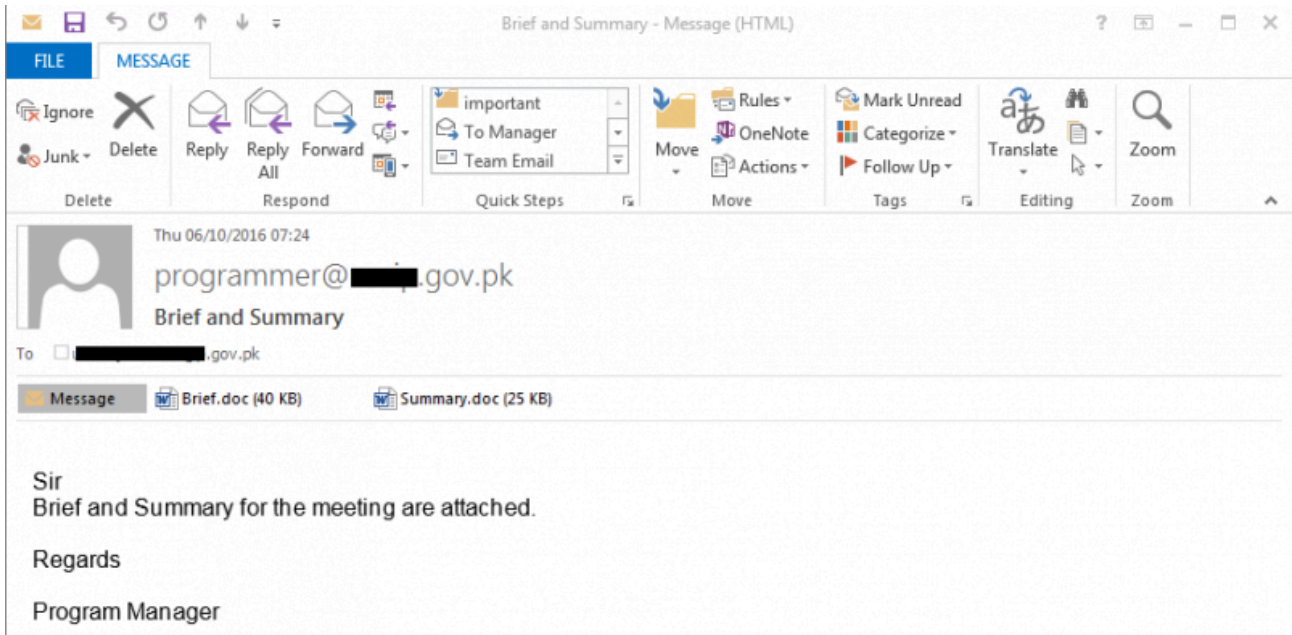 Brief and Summary - Message (HTML)
?
FILE MESSAGE
Ignore
Junk
Delete
Reply
Reply All
Forward
important
To Manager
Team Email
Move
Rules
OneNote
Actions
Mark Unread
Categorize
Follow Up
Translate
Zoom
Delete Respond Quick Steps Move Tags Editing Zoom
Thu 06/10/2016 07:24
programmer@ .gov.pk
Brief and Summary
To .gov.pk
Message Brief.doc (40 KB) Summary.doc (25 KB)
Sir
Brief and Summary for the meeting are attached.
Regards
Program Manager